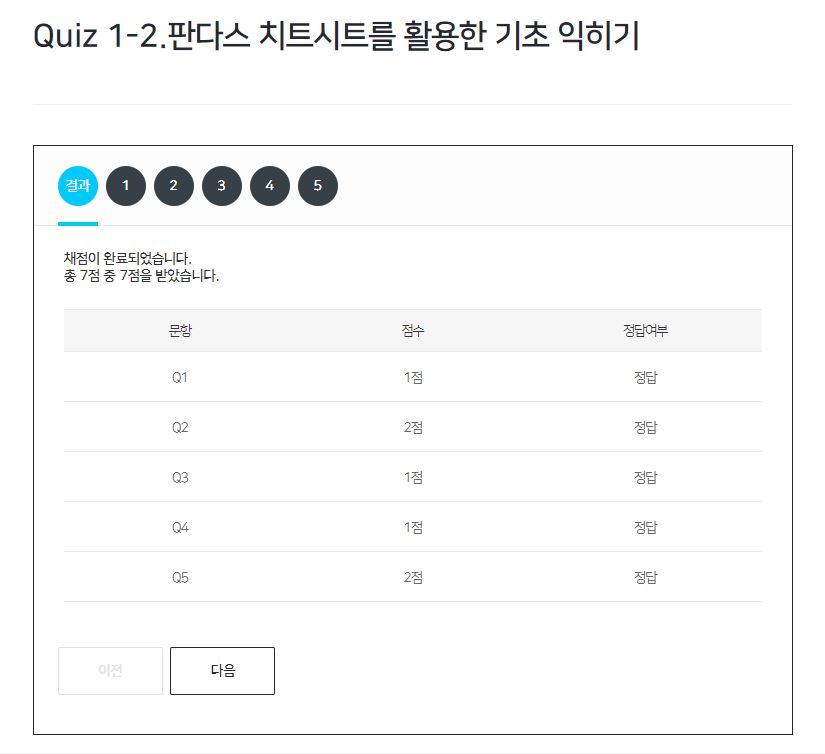 Quiz 1-2.판다스 치트시트를 활용한 기초 익히기
결과 1 2 3 4 5
채점이 완료되었습니다.
총 7점 중 7점을 받았습니다.
문항 점수 정답여부
Q1 1점 정답
Q2 2점 정답
Q3 1점 정답
Q4 1점 정답
Q5 2점 정답
이전 다음